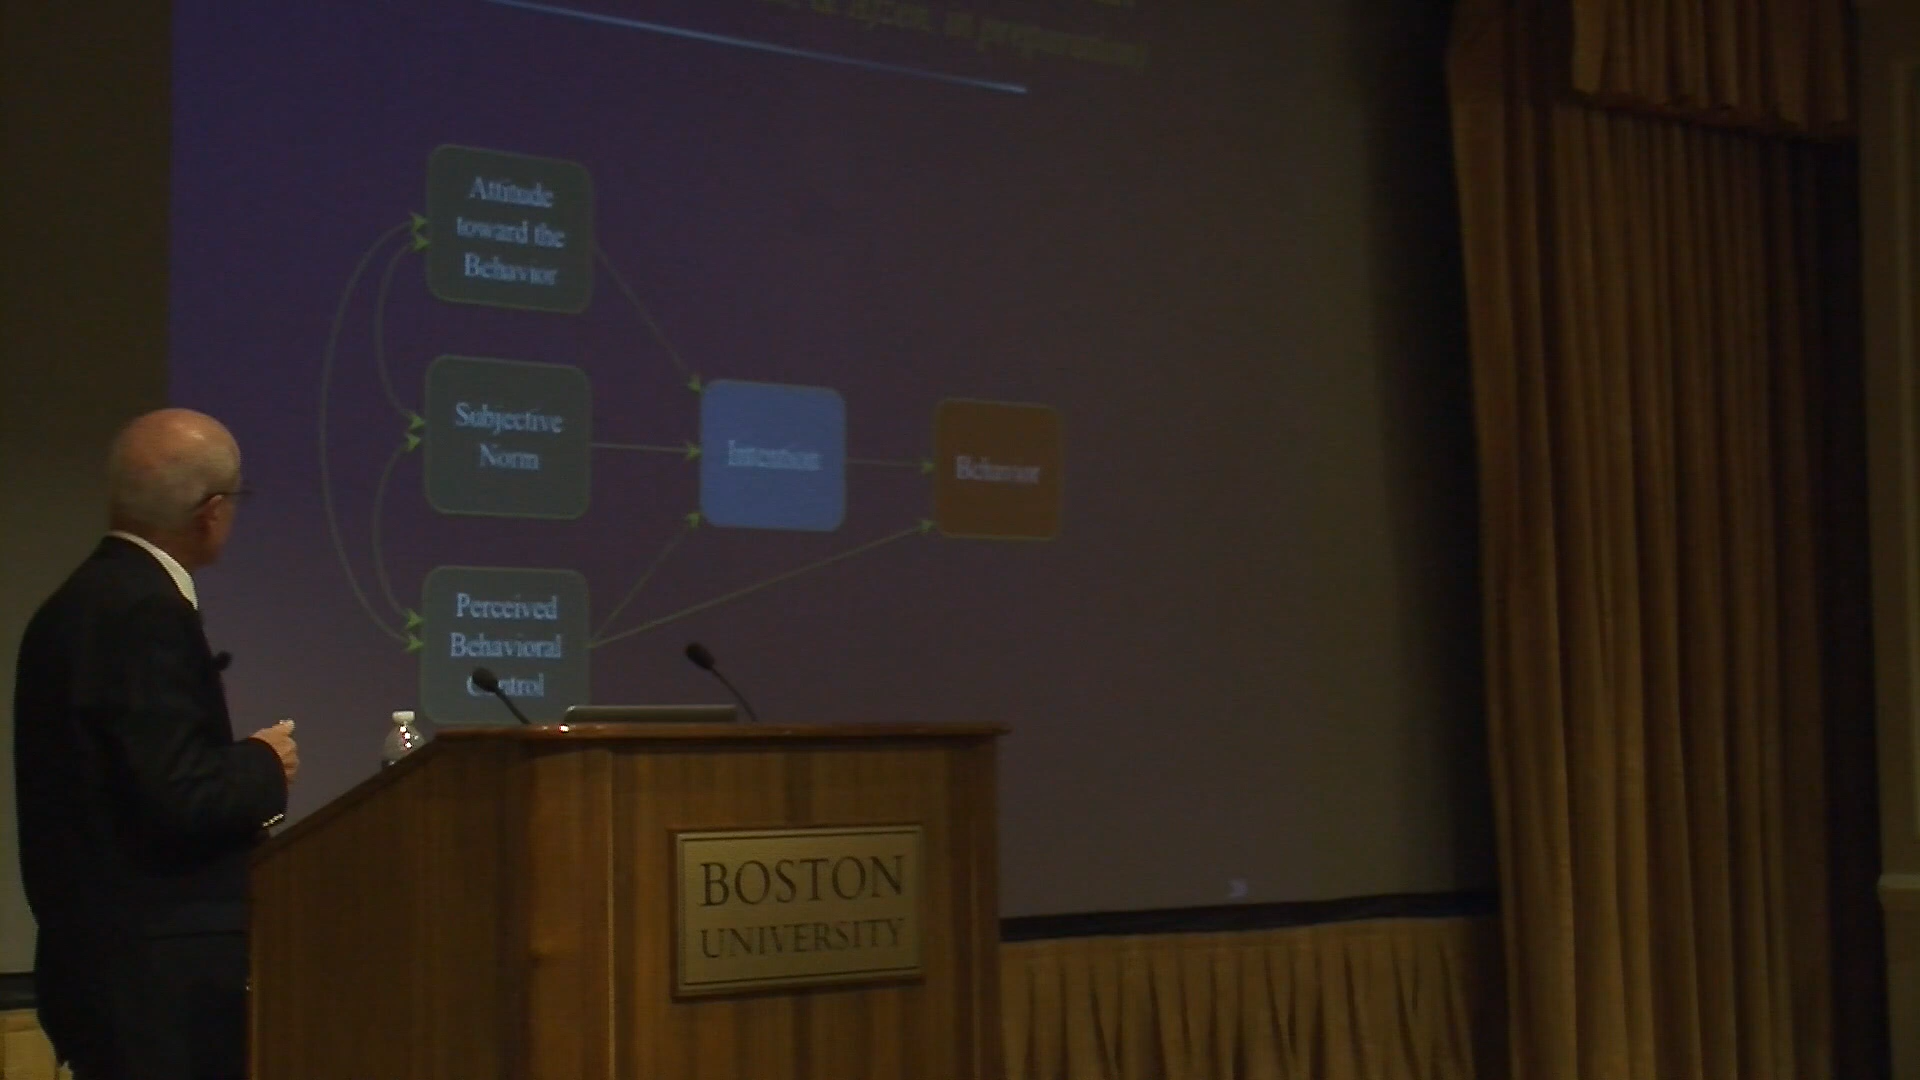 Attitude
toward the
Behavior
Subjective
Norm
Intention
Behavior
Perceived
Behavioral
Control
BOSTON
UNIVERSITY